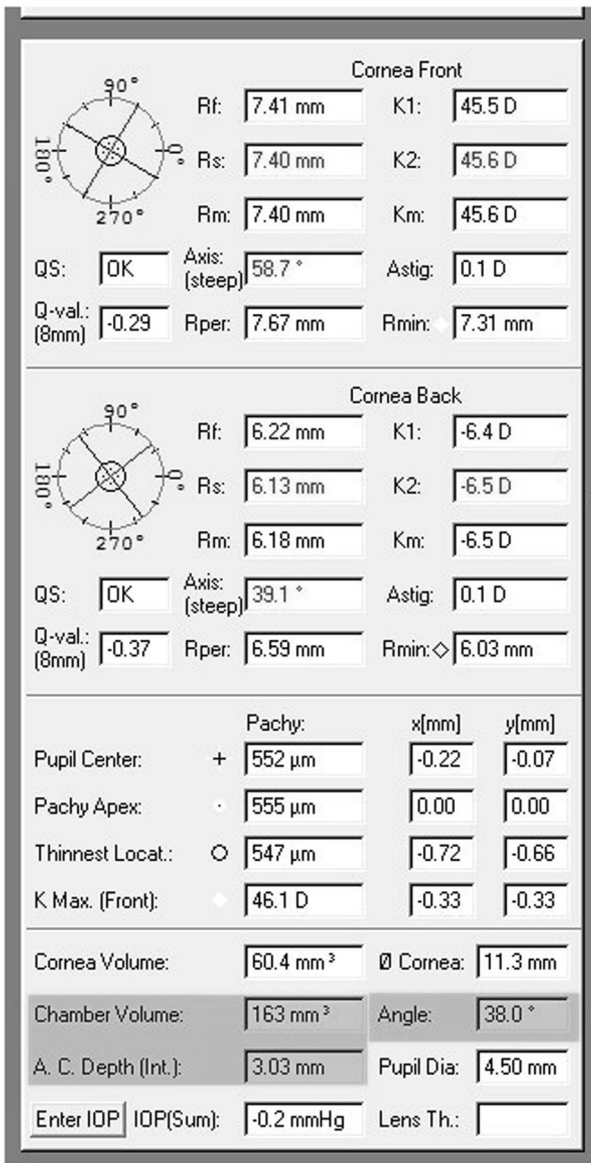 Cornea Front
90°
Rf: 7.41 mm K1: 45.5 D
180° 0° Rs: 7.40 mm K2: 45.6 D
270° Rm: 7.40 mm Km: 45.6 D
QS: OK Axis: (steep) 58.7 ° Astig: 0.1 D
Q-val.: (8mm) -0.29 Rper: 7.67 mm Rmin: 7.31 mm
Cornea Back
90°
Rf: 6.22 mm K1: -6.4 D
180° 0° Rs: 6.13 mm K2: -6.5 D
270° Rm: 6.18 mm Km: -6.5 D
QS: OK Axis: (steep) 39.1 ° Astig: 0.1 D
Q-val.: (8mm) -0.37 Rper: 6.59 mm Rmin: 6.03 mm
Pachy: x[mm] y[mm]
Pupil Center: + 552 µm -0.22 -0.07
Pachy Apex: 555 µm 0.00 0.00
Thinnest Locat.: O 547 µm -0.72 -0.66
K Max. (Front): 46.1 D -0.33 -0.33
Cornea Volume: 60.4 mm³ Ø Cornea: 11.3 mm
Chamber Volume: 163 mm³ Angle: 38.0 °
A. C. Depth (Int.): 3.03 mm Pupil Dia: 4.50 mm
Enter IOP IOP(Sum): -0.2 mmHg Lens Th.: